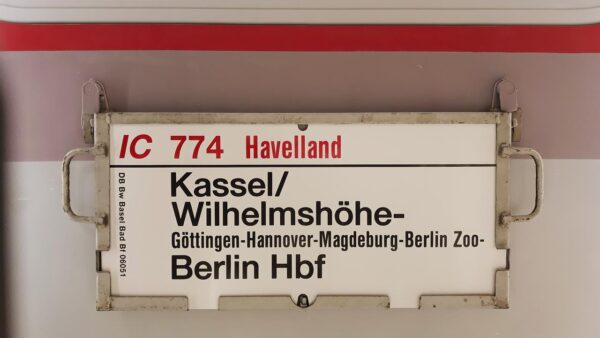 IC 774 Havelland
Kassel/
Wilhelmshöhe-
Göttingen-Hannover-Magdeburg-Berlin Zoo-
Berlin Hbf
DB Bw Basel Bad Bf 06051